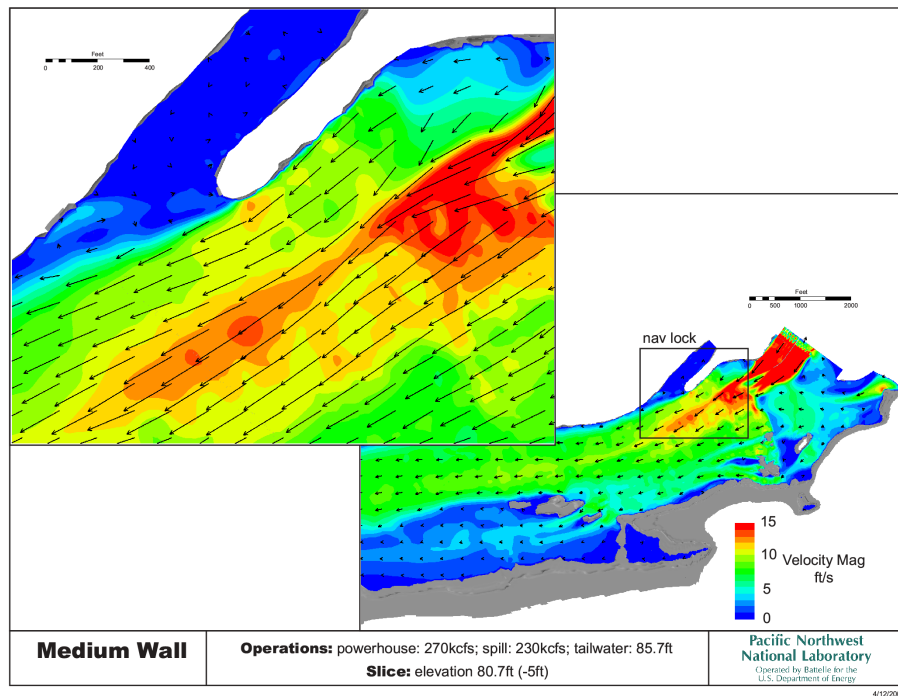 Feet
0 200 400
Feet
0 500 1000 2000
nav lock
15
10
5
0
Velocity Mag
ft/s
Medium Wall
Operations: powerhouse: 270kcfs; spill: 230kcfs; tailwater: 85.7ft
Slice: elevation 80.7ft (-5ft)
Pacific Northwest
National Laboratory
Operated by Battelle for the
U.S. Department of Energy